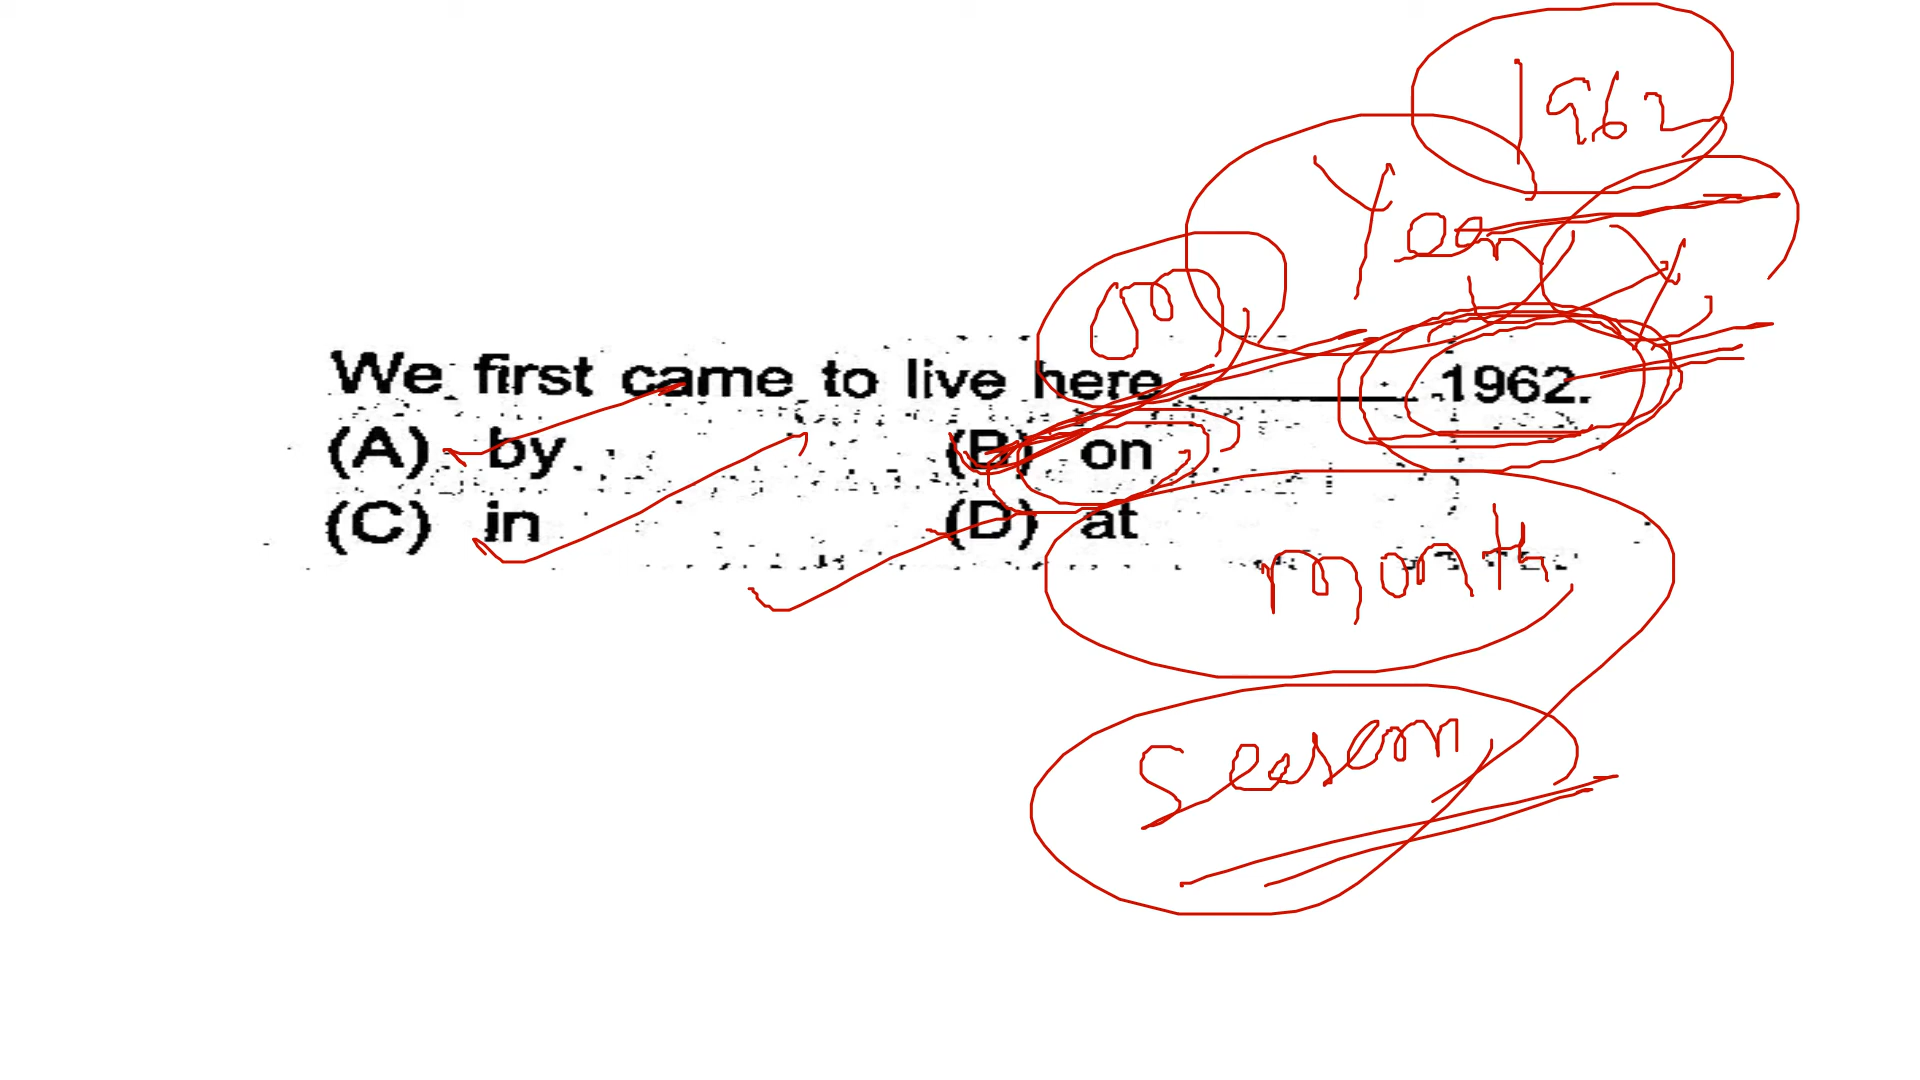 1962
Year
on
We first came to live here ________ 1962.
(A) by (B) on
(C) in (D) at
month
Season